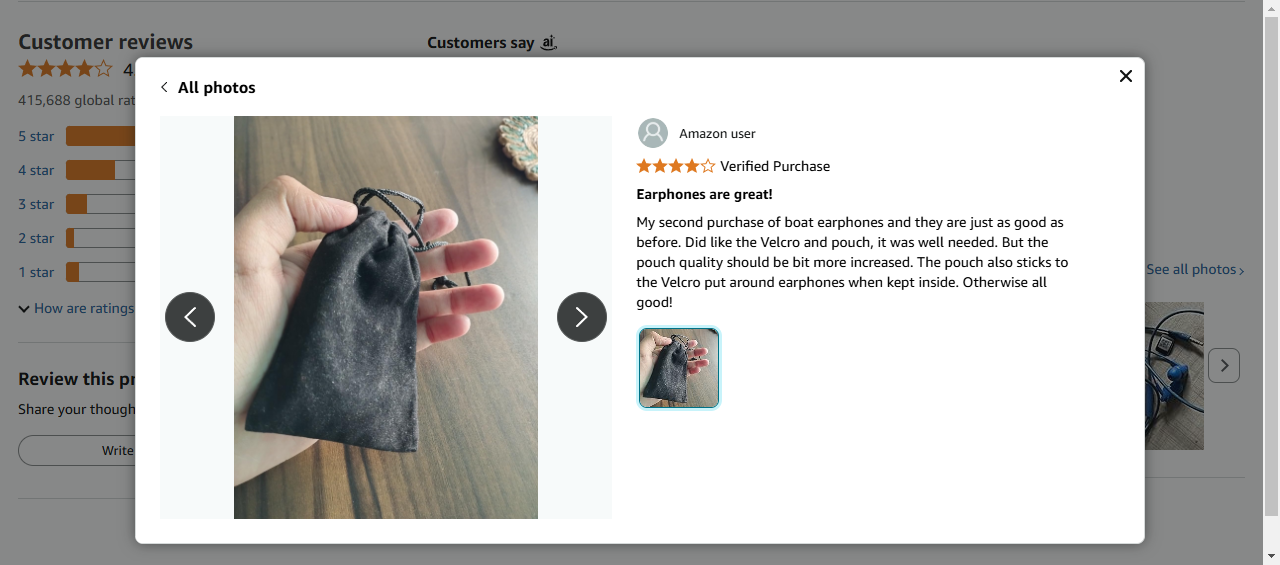 Customer reviews
Customers say ai
4
415,688 global rat
5 star
4 star
3 star
2 star
1 star
How are ratings
Review this pr
Share your though
Write
See all photos ›
All photos
Amazon user
Verified Purchase
Earphones are great!
My second purchase of boat earphones and they are just as good as
before. Did like the Velcro and pouch, it was well needed. But the
pouch quality should be bit more increased. The pouch also sticks to
the Velcro put around earphones when kept inside. Otherwise all
good!